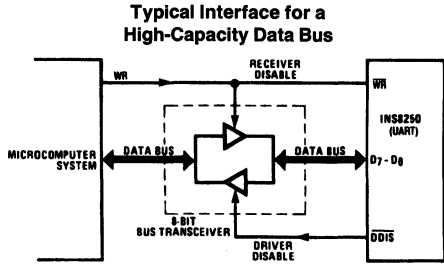 Typical Interface for a
High-Capacity Data Bus
WR
RECEIVER
DISABLE
WR
INS8250
(UART)
MICROCOMPUTER
SYSTEM
DATA BUS
DATA BUS
D7 - D0
8-BIT
BUS TRANSCEIVER
DRIVER
DISABLE
DDIS